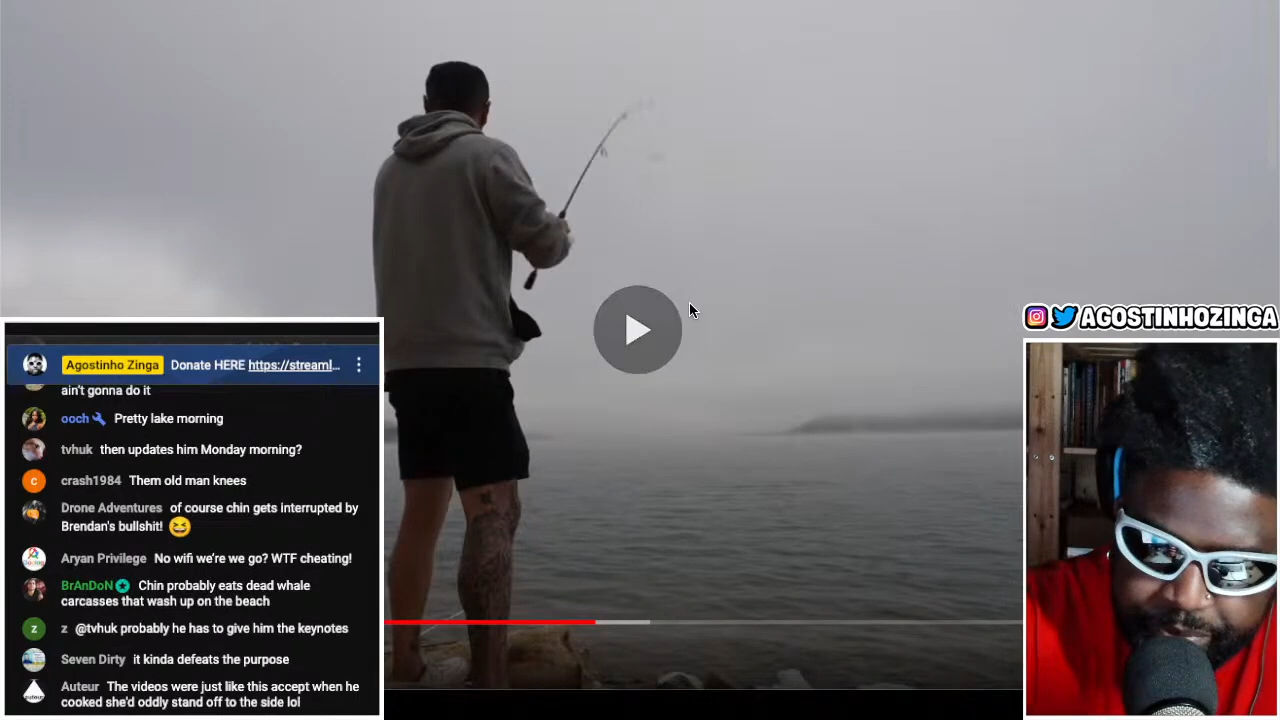 AGOSTINHOZINGA
Agostinho Zinga Donate HERE https://streaml...
ain't gonna do it
ooch Pretty lake morning
tvhuk then updates him Monday morning?
crash1984 Them old man knees
Drone Adventures of course chin gets interrupted by
Brendan's bullshit!
Aryan Privilege No wifi we're we go? WTF cheating!
BrAnDoN Chin probably eats dead whale
carcasses that wash up on the beach
z @tvhuk probably he has to give him the keynotes
Seven Dirty it kinda defeats the purpose
Auteur The videos were just like this accept when he
cooked she'd oddly stand off to the side lol